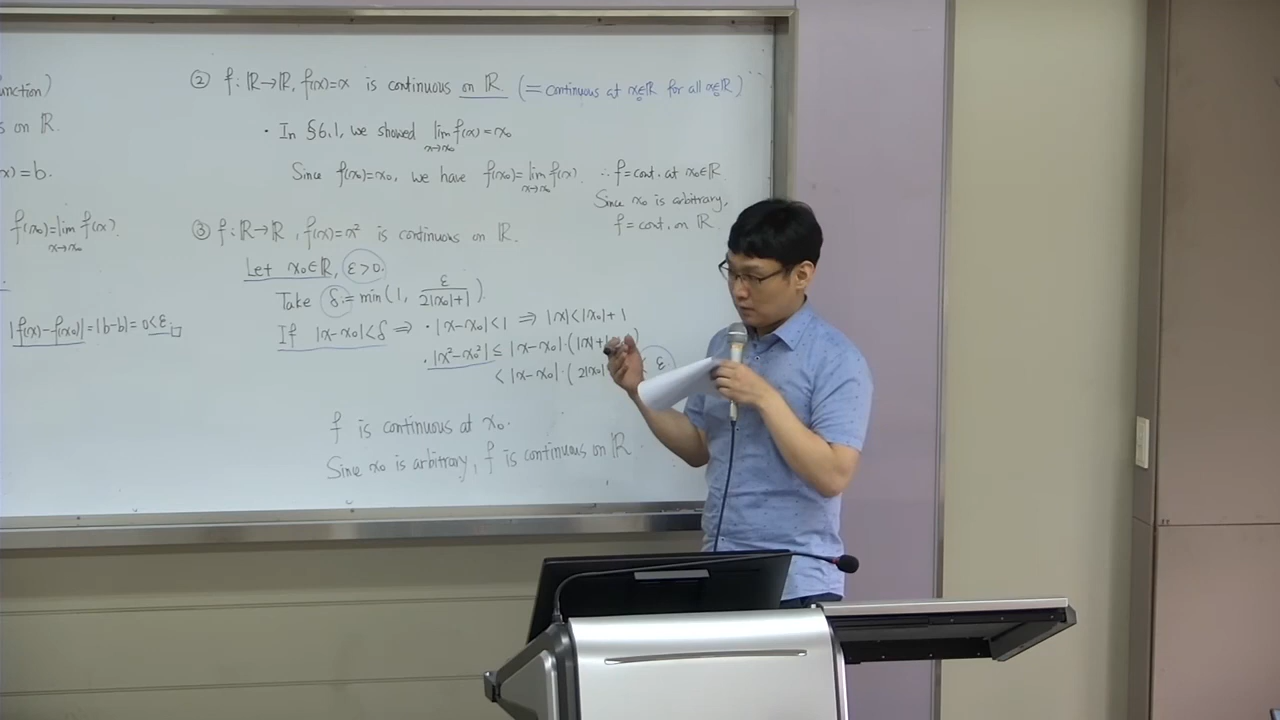 unction)
s on ℝ.
x) = b.
f(x₀) = lim_{x→x₀} f(x).
|f(x)-f(x₀)| = |b-b| = 0 < ε. □
② f : ℝ→ℝ, f(x)=x is continuous on ℝ (= continuous at x₀∈ℝ for all x₀∈ℝ)
· In §6.1, we showed lim_{x→x₀} f(x) = x₀
Since f(x₀)=x₀, we have f(x₀) = lim_{x→x₀} f(x). ∴ f = cont. at x₀∈ℝ.
Since x₀ is arbitrary,
f = cont. on ℝ.
③ f : ℝ→ℝ, f(x)=x² is continuous on ℝ.
Let x₀∈ℝ, ε>0.
Take δ := min(1, ε/(2|x₀|+1)).
If |x-x₀|<δ ⇒ · |x-x₀|<1 ⇒ |x|<|x₀|+1
· |x²-x₀²| ≤ |x-x₀|·(|x|+
< |x-x₀|·(2|x₀| < ε
f is continuous at x₀.
Since x₀ is arbitrary, f is continuous on ℝ.